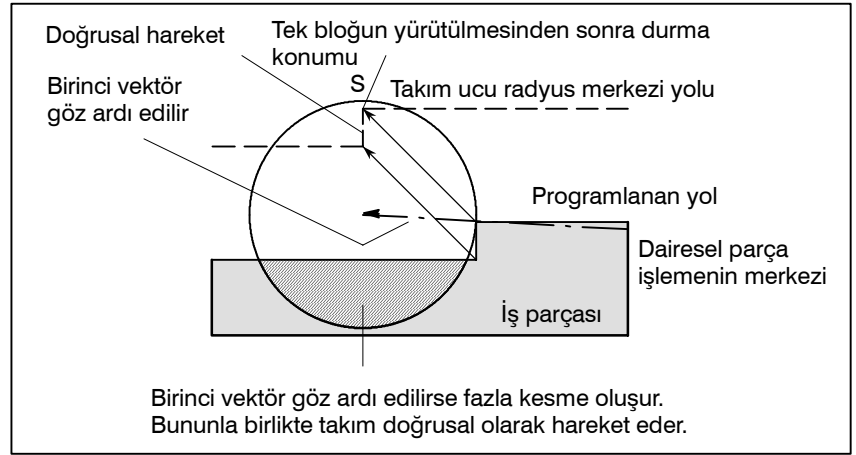 Doğrusal hareket
Tek bloğun yürütülmesinden sonra durma
konumu
Birinci vektör
göz ardı edilir
S
Takım ucu radyus merkezi yolu
Programlanan yol
Dairesel parça
işlemenin merkezi
İş parçası
Birinci vektör göz ardı edilirse fazla kesme oluşur.
Bununla birlikte takım doğrusal olarak hareket eder.